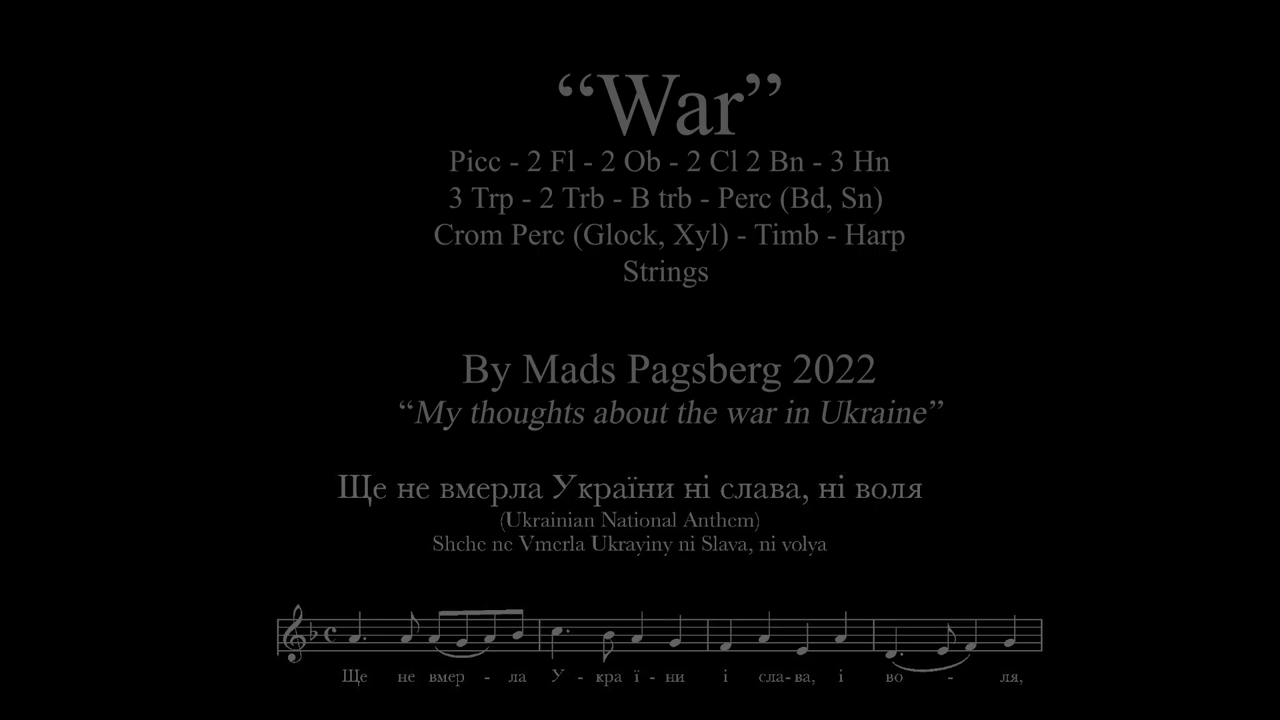 “War”
Picc - 2 Fl - 2 Ob - 2 Cl 2 Bn - 3 Hn
3 Trp - 2 Trb - B trb - Perc (Bd, Sn)
Crom Perc (Glock, Xyl) - Timb - Harp
Strings
By Mads Pagsberg 2022
“My thoughts about the war in Ukraine”
Ще не вмерла Украïни нi слава, нi воля
(Ukrainian National Anthem)
Shche ne Vmerla Ukrayiny ni Slava, ni volya
Ще не вмер - ла У - кра ï - ни i сла- ва, i во - ля,